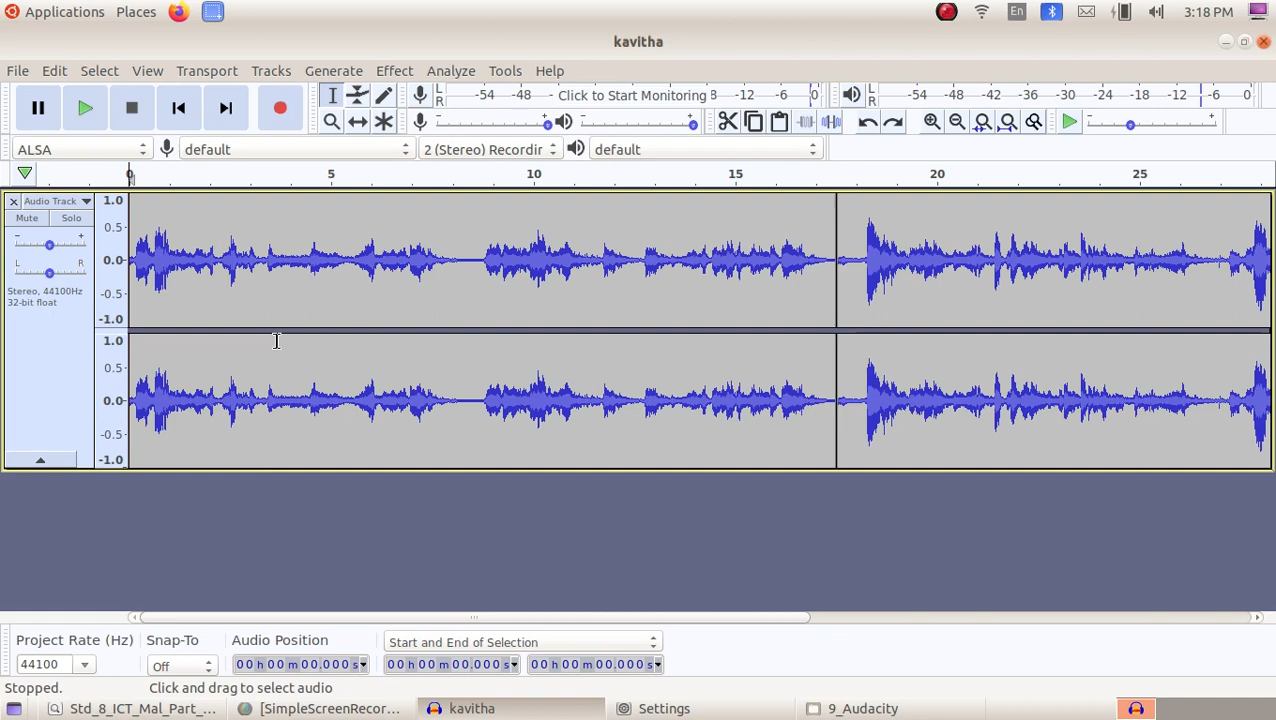 Applications Places En 3:18 PM
kavitha
File Edit Select View Transport Tracks Generate Effect Analyze Tools Help
L R -54 -48 - Click to Start Monitoring 8 -12 -6 0 L R -54 -48 -42 -36 -30 -24 -18 -12 -6 0
- + - + - +
ALSA default 2 (Stereo) Recordir default
0 5 10 15 20 25
x Audio Track 1.0
Mute Solo 0.5
- + 0.0
L R -0.5
Stereo, 44100Hz
32-bit float
-1.0
1.0
0.5
0.0
-0.5
-1.0
Project Rate (Hz) Snap-To Audio Position Start and End of Selection
44100 Off 00 h 00 m 00.000 s 00 h 00 m 00.000 s 00 h 00 m 00.000 s
Stopped. Click and drag to select audio
Std_8_ICT_Mal_Part_... [SimpleScreenRecor... kavitha Settings 9_Audacity